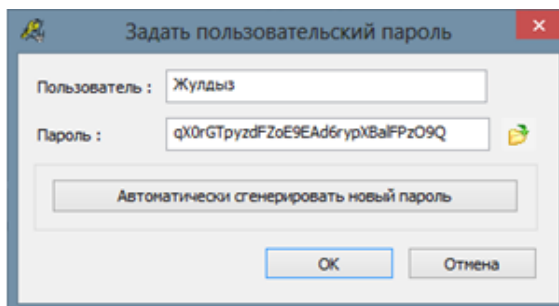 Задать пользовательский пароль
Пользователь : Жулдыз
Пароль : qX0rGTpyzdFZoE9EAd6rypXBalFPzO9Q
Автоматически сгенерировать новый пароль
OK Отмена